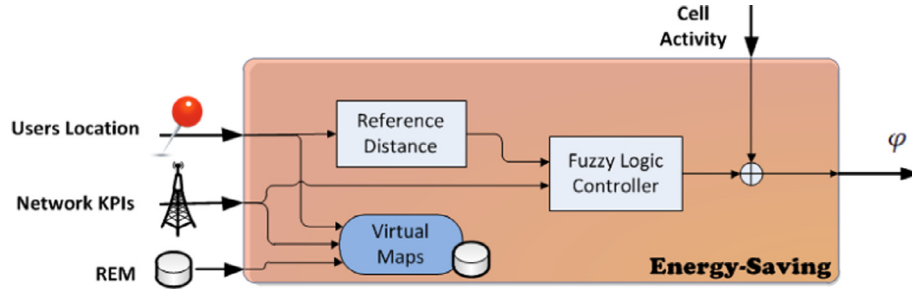 Cell
Activity
Users Location
Reference
Distance
Fuzzy Logic
Controller
φ
Network KPIs
Virtual
Maps
REM
Energy-Saving